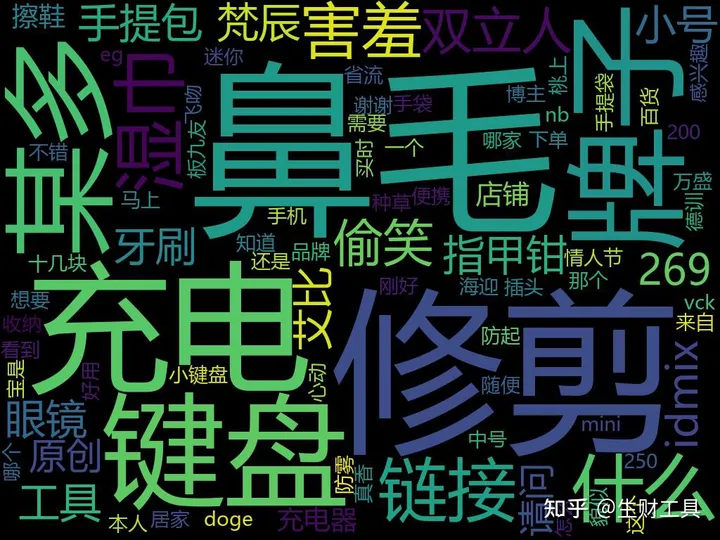 擦鞋
手提包
梵辰
害羞
双立人
子
小号
感兴趣
eg
迷你
某多
湿巾
飞吻
板九友
鼻毛
省流
谢谢
手袋
需要
买时
一个
博主
nb
桃上
手提袋
百货
200
哪家
下单
不错
马上
种草
便携
店铺
牌
万盛
德训
手机
牙刷
知道
品牌
偷笑
指甲钳
情人节
十几块
还是
那个
269
想要
充电
艾比
刚好
海迎
插头
vck
收纳
修剪
防起
来自
看到
宝是
好用
小键盘
心动
随便
idmix
眼镜
键盘
mini
哪个
原创
中号
防雾
真香
链接
请问
什么
250
工具
本人
居家
doge
充电器
知乎 @生财工具